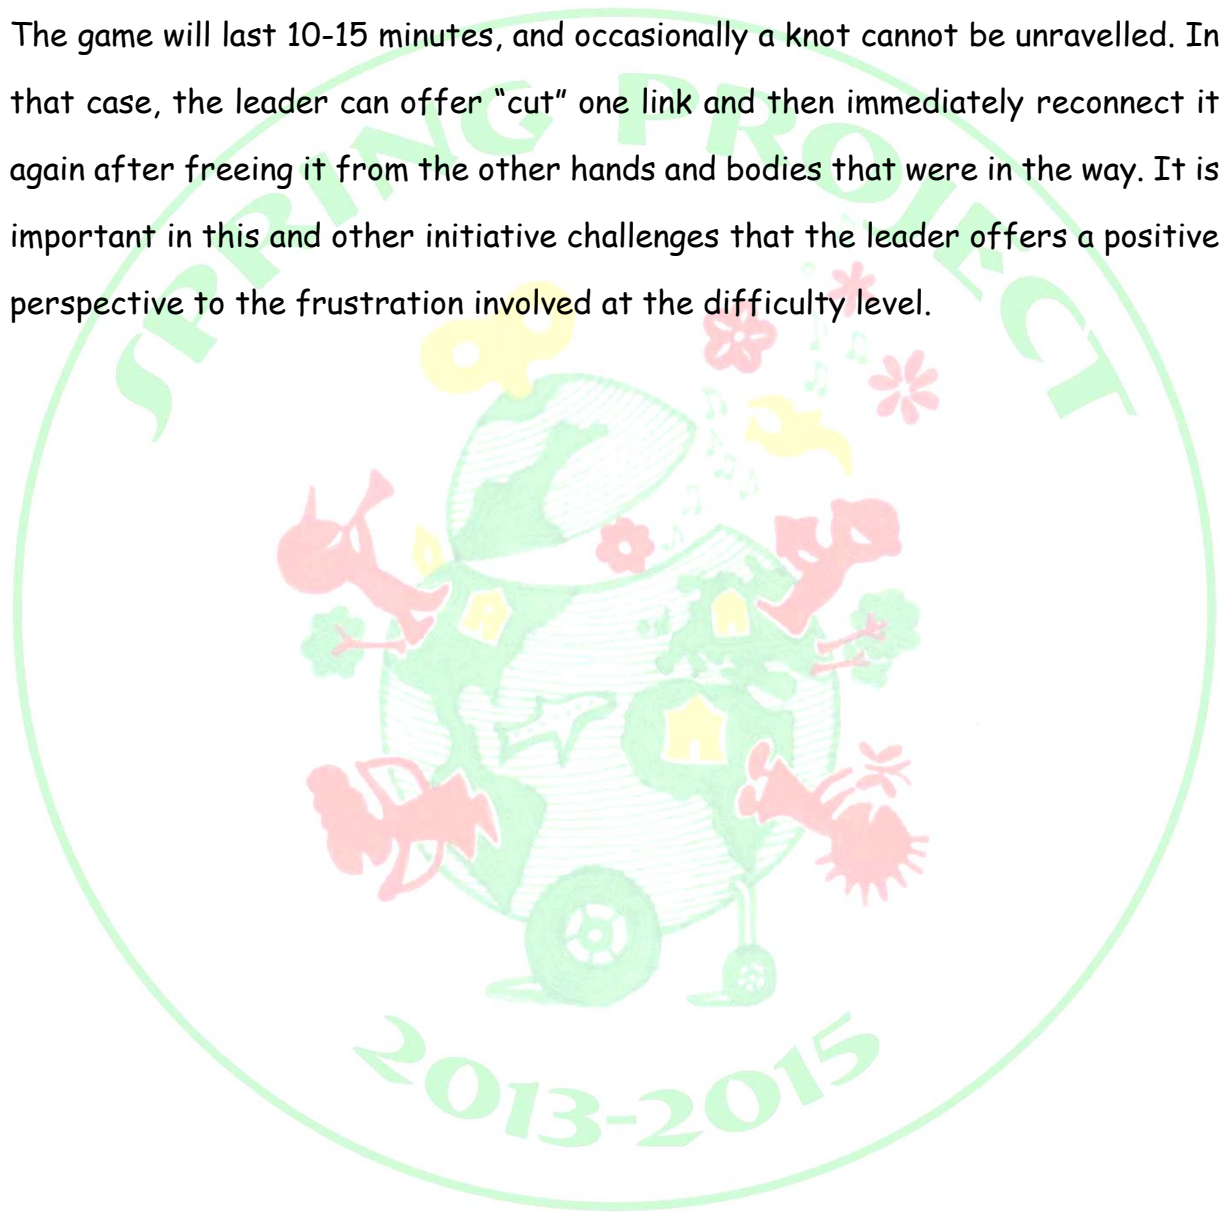 The game will last 10-15 minutes, and occasionally a knot cannot be unravelled. In
that case, the leader can offer “cut” one link and then immediately reconnect it
again after freeing it from the other hands and bodies that were in the way. It is
important in this and other initiative challenges that the leader offers a positive
perspective to the frustration involved at the difficulty level.
SPRING PROJECT
2013-2015